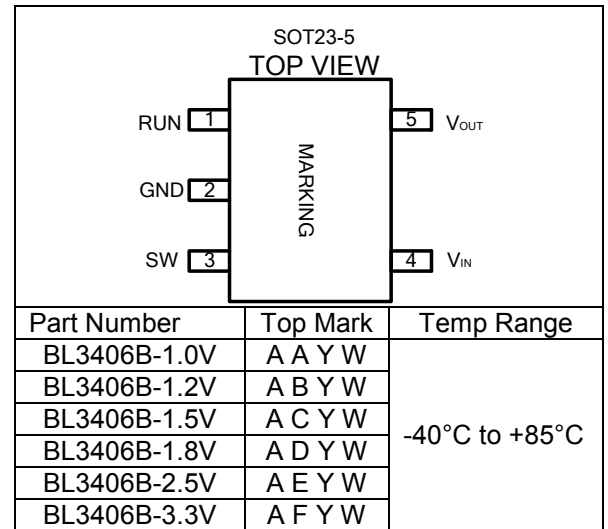 SOT23-5
TOP VIEW
RUN 1
5 VOUT
MARKING
GND 2
SW 3
4 VIN
Part Number Top Mark Temp Range
BL3406B-1.0V A A Y W
BL3406B-1.2V A B Y W
BL3406B-1.5V A C Y W
-40°C to +85°C
BL3406B-1.8V A D Y W
BL3406B-2.5V A E Y W
BL3406B-3.3V A F Y W